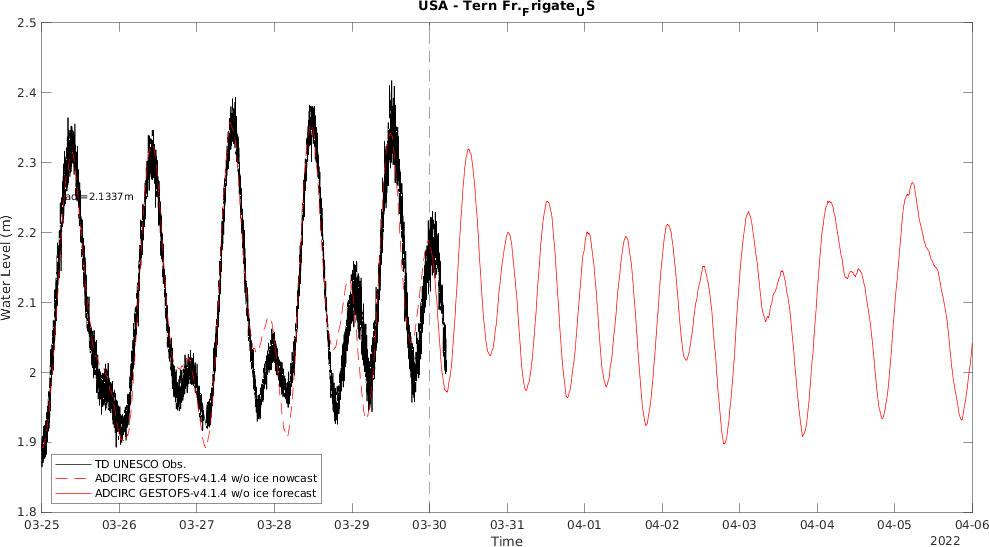 USA - Tern Fr.FrigateUS
2.5
2.4
2.3
2.2
2.1
2
1.9
1.8
Water Level (m)
=2.1337m
TD UNESCO Obs.
ADCIRC GESTOFS-v4.1.4 w/o ice nowcast
ADCIRC GESTOFS-v4.1.4 w/o ice forecast
03-25 03-26 03-27 03-28 03-29 03-30 03-31 04-01 04-02 04-03 04-04 04-05 04-06
Time
2022